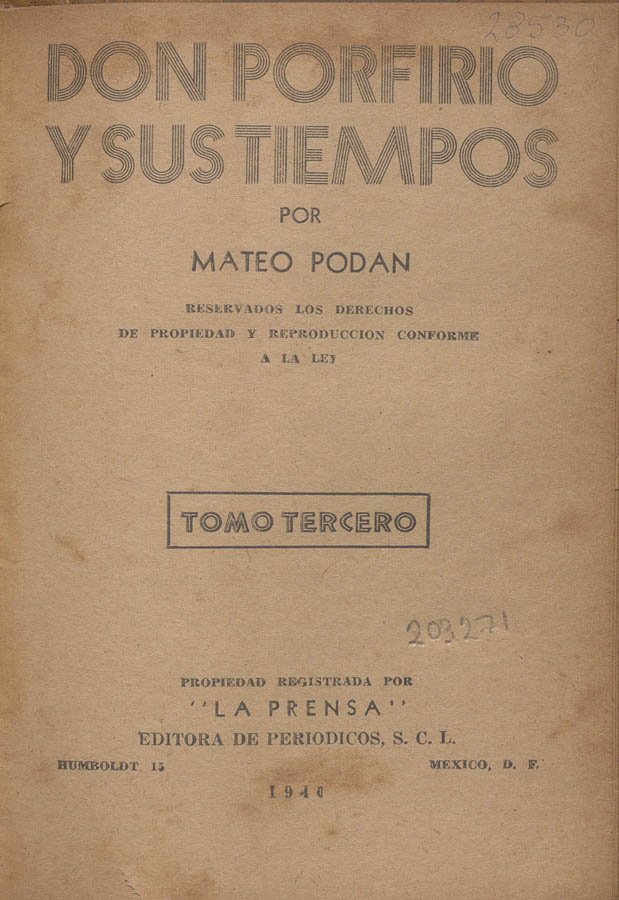 28530
DON PORFIRIO
Y SUS TIEMPOS
POR
MATEO PODAN
RESERVADOS LOS DERECHOS
DE PROPIEDAD Y REPRODUCCION CONFORME
A LA LEY
TOMO TERCERO
203271
PROPIEDAD REGISTRADA POR
''LA PRENSA''
EDITORA DE PERIODICOS, S. C. L.
HUMBOLDT 15 MEXICO, D. F.
1940